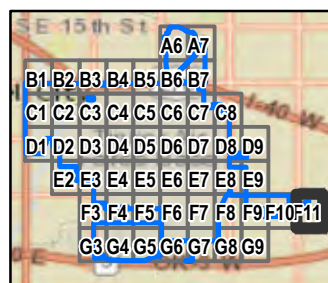 SE 15th St
A6 A7
B1 B2 B3 B4 B5 B6 B7
I-40 W
C1 C2 C3 C4 C5 C6 C7 C8
D1 D2 D3 D4 D5 D6 D7 D8 D9
E2 E3 E4 E5 E6 E7 E8 E9
F3 F4 F5 F6 F7 F8 F9 F10 F11
G3 G4 G5 G6 G7 G8 G9